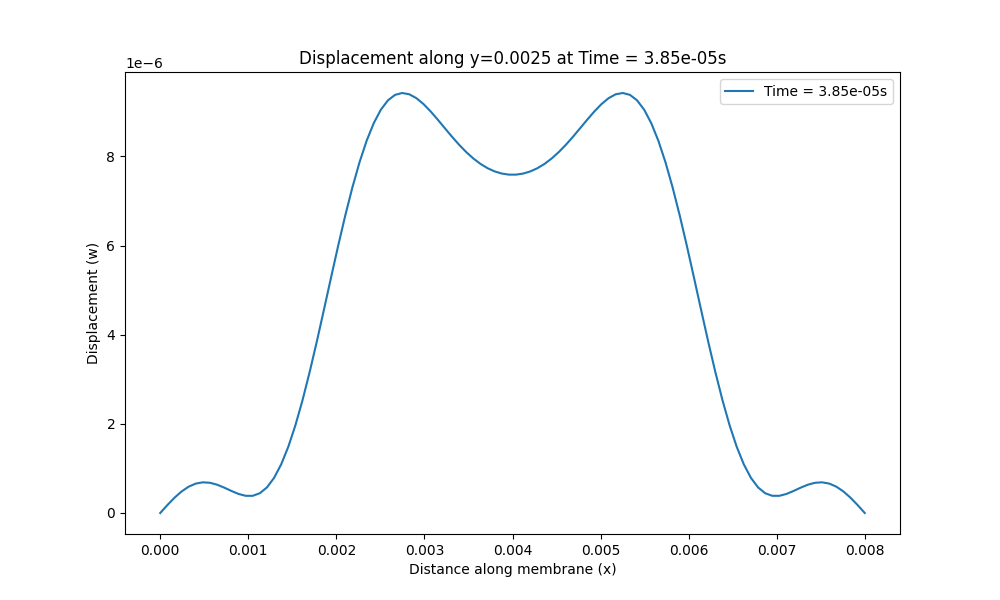 Displacement along y=0.0025 at Time = 3.85e-05s
1e−6
Time = 3.85e-05s
8
6
4
2
0
Displacement (w)
0.000 0.001 0.002 0.003 0.004 0.005 0.006 0.007 0.008
Distance along membrane (x)